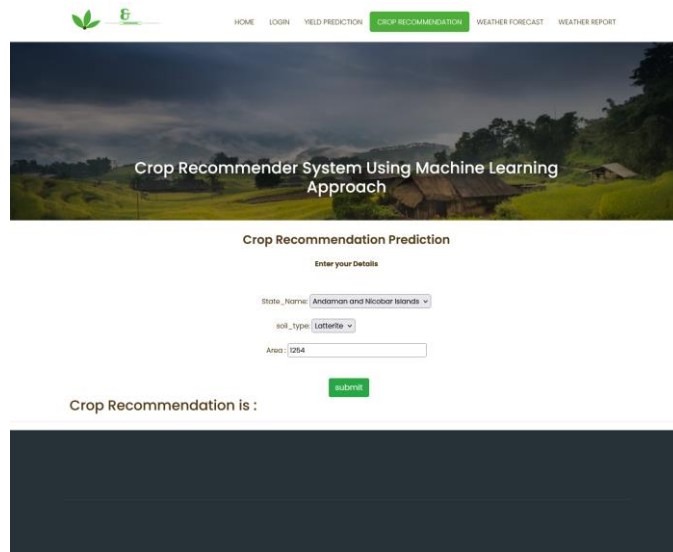 &
HOME LOGIN YIELD PREDICTION CROP RECOMMENDATION WEATHER FORECAST WEATHER REPORT
Crop Recommender System Using Machine Learning
Approach
Crop Recommendation Prediction
Enter your Details
State_Name: Andaman and Nicobar Islands
soil_type: Latterite
Area : 1254
submit
Crop Recommendation is :